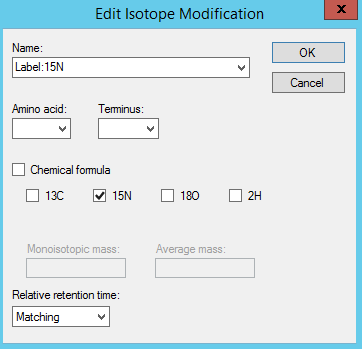 Edit Isotope Modification
x
Name:
OK
Label:15N
Cancel
Amino acid: Terminus:
Chemical formula
13C 15N 18O 2H
Monoisotopic mass: Average mass:
Relative retention time:
Matching